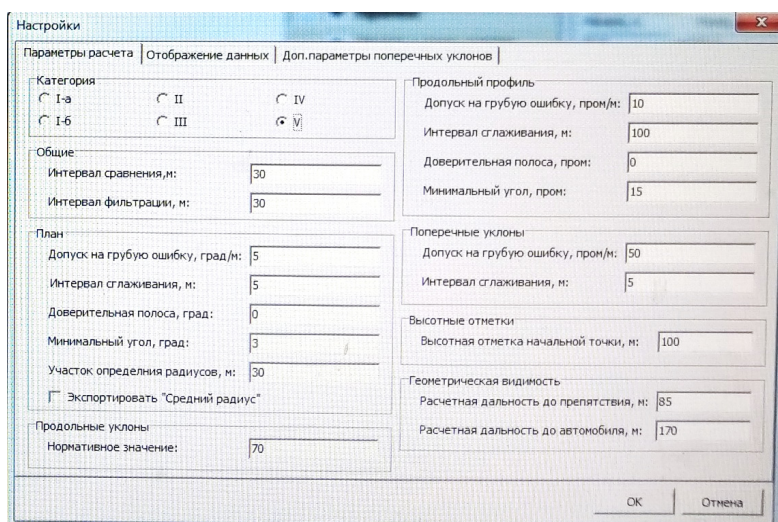 Настройки
Параметры расчета
Отображение данных
Доп.параметры поперечных уклонов
Категория
I-а
II
IV
I-б
III
V
Общие
Интервал сравнения,м: 30
Интервал фильтрации, м: 30
План
Допуск на грубую ошибку, град/м: 5
Интервал сглаживания, м: 5
Доверительная полоса, град: 0
Минимальный угол, град: 3
Участок определния радиусов, м: 30
Экспортировать "Средний радиус"
Продольные уклоны
Нормативное значение: 70
Продольный профиль
Допуск на грубую ошибку, пром/м: 10
Интервал сглаживания, м: 100
Доверительная полоса, пром: 0
Минимальный угол, пром: 15
Поперечные уклоны
Допуск на грубую ошибку, пром/м: 50
Интервал сглаживания, м: 5
Высотные отметки
Высотная отметка начальной точки, м: 100
Геометрическая видимость
Расчетная дальность до препятствия, м: 85
Расчетная дальность до автомобиля, м: 170
ОК
Отмена